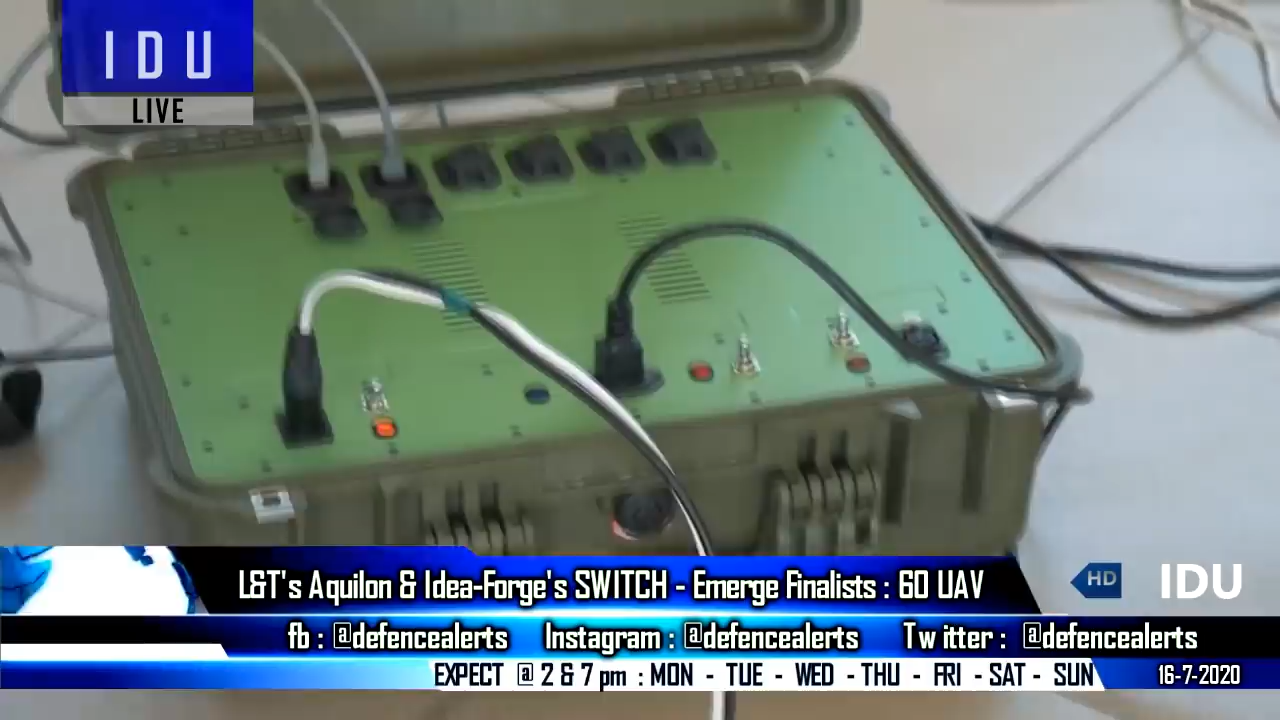 IDU
LIVE
L&T's Aquilon & Idea-Forge's SWITCH - Emerge Finalists : 60 UAV
HD IDU
fb : @defencealerts Instagram : @defencealerts Twitter : @defencealerts
EXPECT @ 2 & 7 pm : MON - TUE - WED - THU - FRI - SAT - SUN 16-7-2020